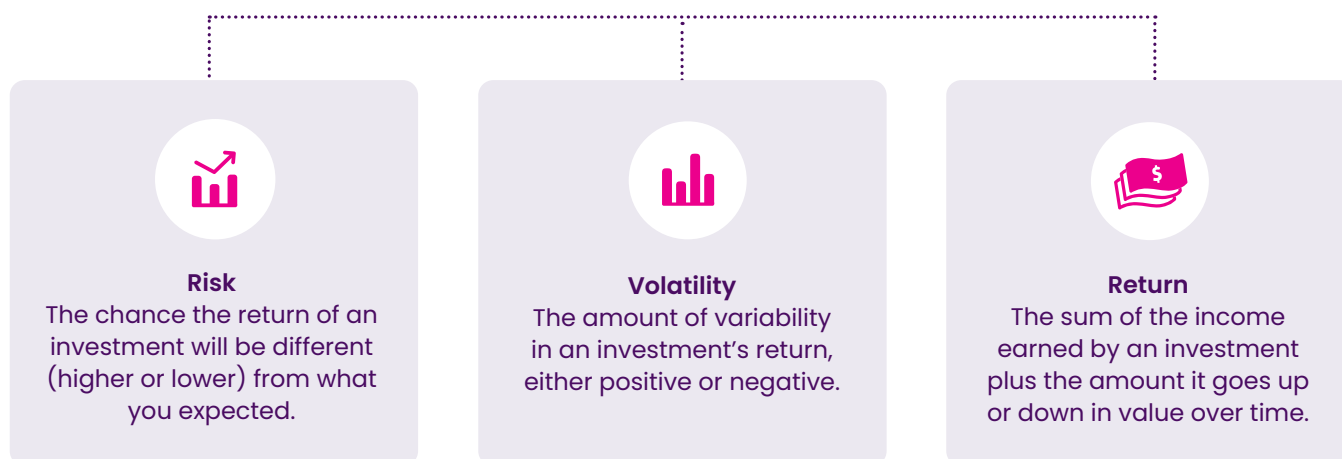 Risk
The chance the return of an
investment will be different
(higher or lower) from what
you expected.
Volatility
The amount of variability
in an investment’s return,
either positive or negative.
$
Return
The sum of the income
earned by an investment
plus the amount it goes up
or down in value over time.